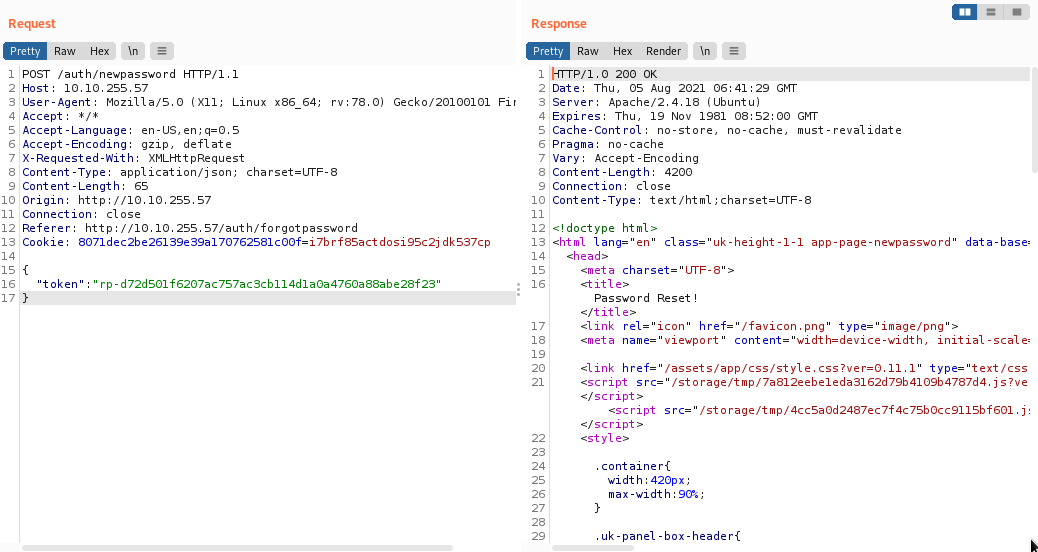 Request
Pretty Raw Hex \n
1 POST /auth/newpassword HTTP/1.1
2 Host: 10.10.255.57
3 User-Agent: Mozilla/5.0 (X11; Linux x86_64; rv:78.0) Gecko/20100101 Fir
4 Accept: */*
5 Accept-Language: en-US,en;q=0.5
6 Accept-Encoding: gzip, deflate
7 X-Requested-With: XMLHttpRequest
8 Content-Type: application/json; charset=UTF-8
9 Content-Length: 65
10 Origin: http://10.10.255.57
11 Connection: close
12 Referer: http://10.10.255.57/auth/forgotpassword
13 Cookie: 8071dec2be26139e39a170762581c00f=i7brf85actdosi95c2jdk537cp
14
15 {
16 "token":"rp-d72d501f6207ac757ac3cb114d1a0a4760a88abe28f23"
17 }
Response
Pretty Raw Hex Render \n
1 HTTP/1.0 200 OK
2 Date: Thu, 05 Aug 2021 06:41:29 GMT
3 Server: Apache/2.4.18 (Ubuntu)
4 Expires: Thu, 19 Nov 1981 08:52:00 GMT
5 Cache-Control: no-store, no-cache, must-revalidate
6 Pragma: no-cache
7 Vary: Accept-Encoding
8 Content-Length: 4200
9 Connection: close
10 Content-Type: text/html;charset=UTF-8
11
12 <!doctype html>
13 <html lang="en" class="uk-height-1-1 app-page-newpassword" data-base=
14 <head>
15 <meta charset="UTF-8">
16 <title>
Password Reset!
</title>
17 <link rel="icon" href="/favicon.png" type="image/png">
18 <meta name="viewport" content="width=device-width, initial-scale=
19
20 <link href="/assets/app/css/style.css?ver=0.11.1" type="text/css
21 <script src="/storage/tmp/7a812eebe1eda3162d79b4109b4787d4.js?ve
</script>
<script src="/storage/tmp/4cc5a0d2487ec7f4c75b0cc9115bf601.js
</script>
22 <style>
23
24 .container{
25 width:420px;
26 max-width:90%;
27 }
28
29 .uk-panel-box-header{